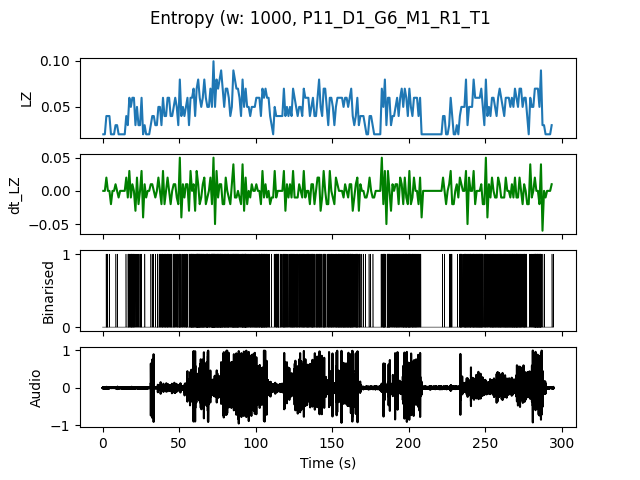 Entropy (w: 1000, P11_D1_G6_M1_R1_T1
0.10
0.05
LZ
0.05
0.00
−0.05
dt_LZ
1
0
Binarised
1
0
−1
Audio
0 50 100 150 200 250 300
Time (s)